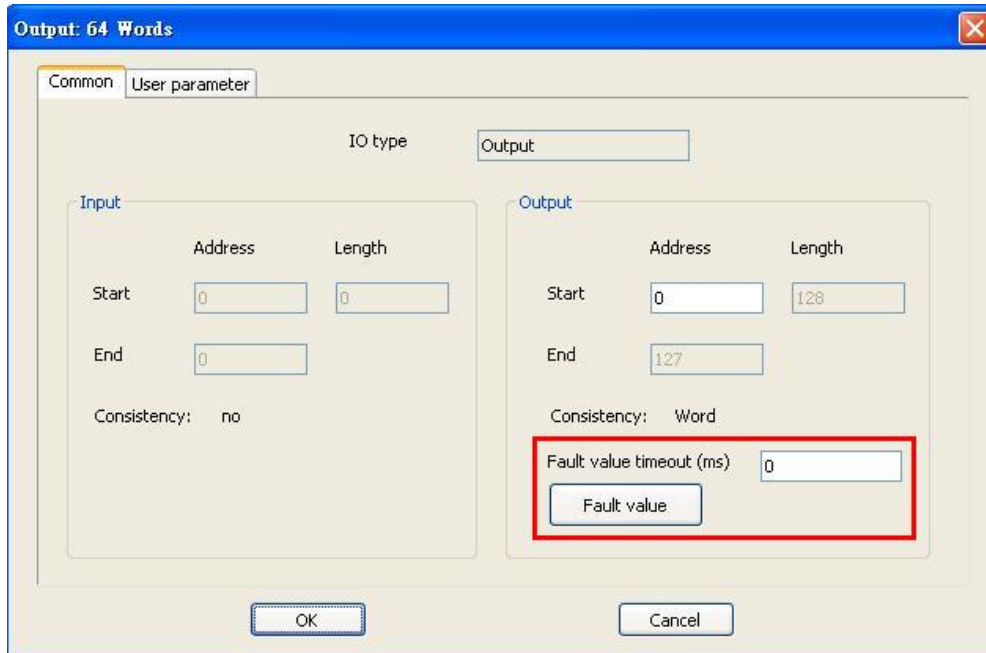 Output: 64 Words
Common User parameter
IO type Output
Input
Address Length
Start 0 0
End 0
Consistency: no
Output
Address Length
Start 0 128
End 127
Consistency: Word
Fault value timeout (ms) 0
Fault value
OK Cancel